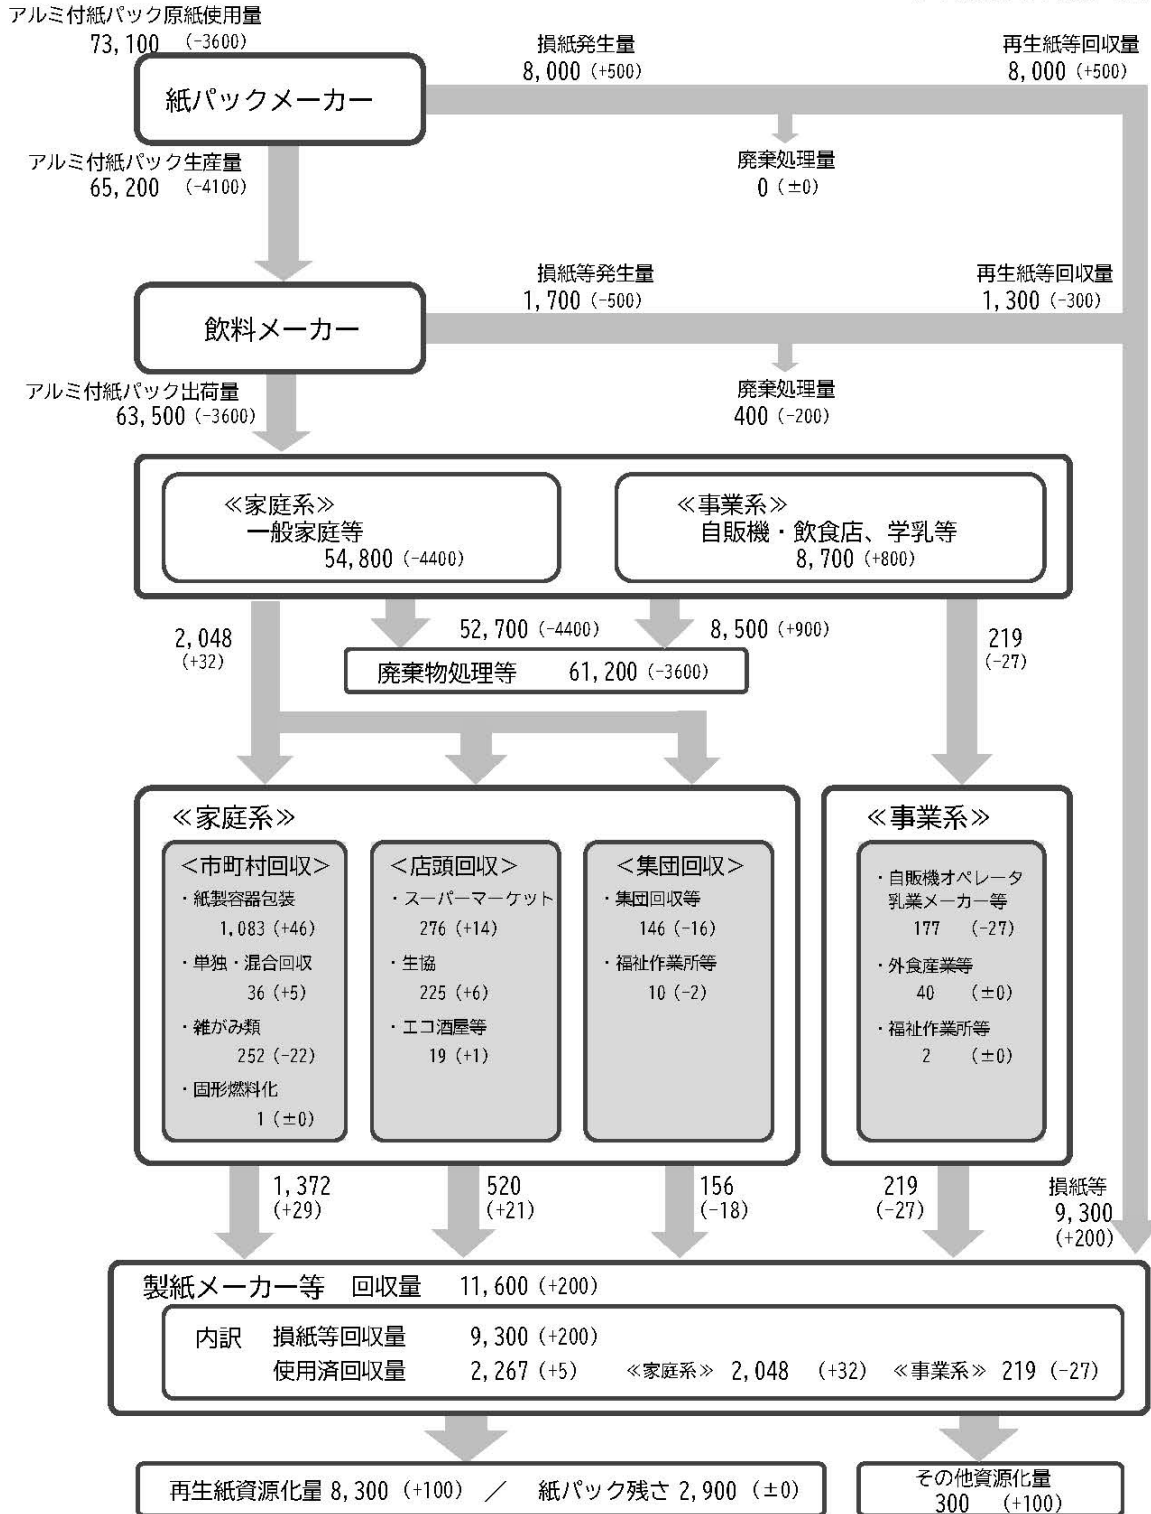 アルミ付紙パック原紙使用量
73,100 (-3600)
損紙発生量
8,000 (+500)
再生紙等回収量
8,000 (+500)
紙パックメーカー
アルミ付紙パック生産量
65,200 (-4100)
廃棄処理量
0 (±0)
損紙等発生量
1,700 (-500)
再生紙等回収量
1,300 (-300)
飲料メーカー
アルミ付紙パック出荷量
63,500 (-3600)
廃棄処理量
400 (-200)
≪家庭系≫
一般家庭等
54,800 (-4400)
≪事業系≫
自販機・飲食店、学乳等
8,700 (+800)
2,048
(+32)
52,700 (-4400)
8,500 (+900)
219
(-27)
廃棄物処理等 61,200 (-3600)
≪家庭系≫
<市町村回収>
・紙製容器包装
1,083 (+46)
・単独・混合回収
36 (+5)
・雑がみ類
252 (-22)
・固形燃料化
1 (±0)
<店頭回収>
・スーパーマーケット
276 (+14)
・生協
225 (+6)
・エコ酒屋等
19 (+1)
<集団回収>
・集団回収等
146 (-16)
・福祉作業所等
10 (-2)
≪事業系≫
・自販機オペレータ
乳業メーカー等
177 (-27)
・外食産業等
40 (±0)
・福祉作業所等
2 (±0)
1,372
(+29)
520
(+21)
156
(-18)
219
(-27)
損紙等
9,300
(+200)
製紙メーカー等 回収量 11,600 (+200)
内訳 損紙等回収量 9,300 (+200)
使用済回収量 2,267 (+5) ≪家庭系≫ 2,048 (+32) ≪事業系≫ 219 (-27)
再生紙資源化量 8,300 (+100) ／ 紙パック残さ 2,900 (±0)
その他資源化量
300 (+100)